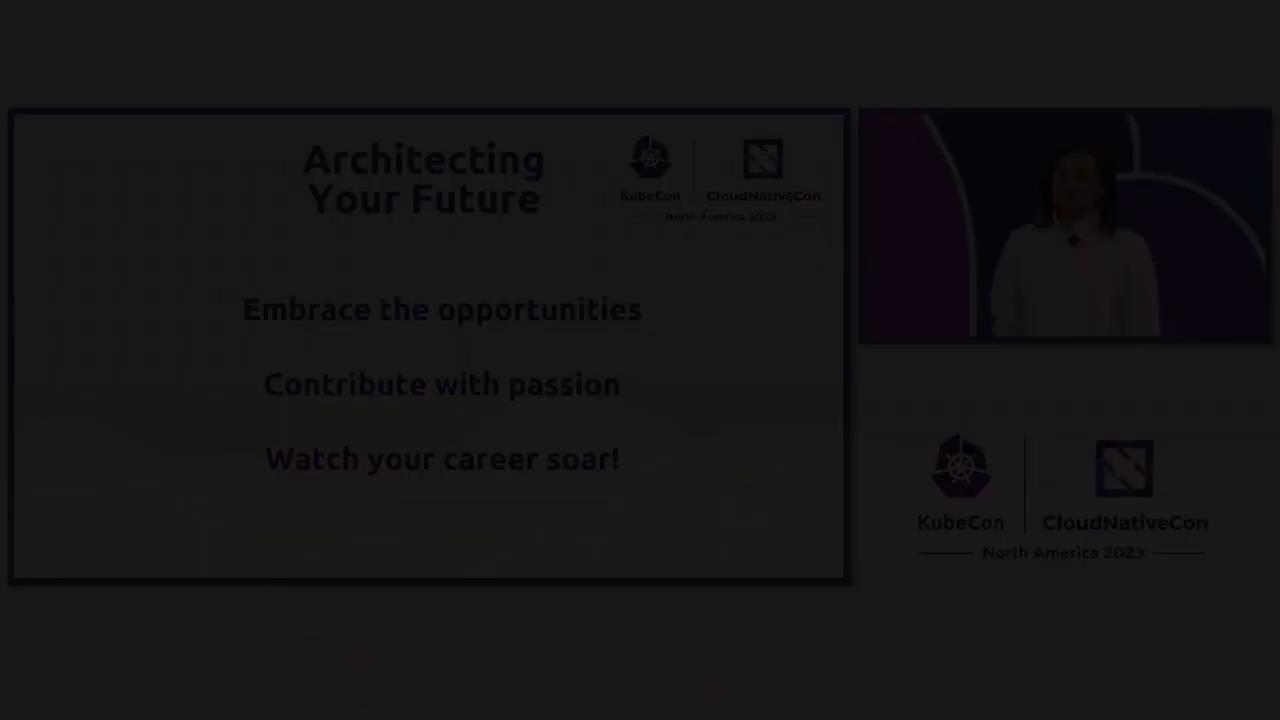 Architecting
Your Future
KubeCon
CloudNativeCon
North America 2023
Embrace the opportunities
Contribute with passion
Watch your career soar!
KubeCon
CloudNativeCon
North America 2023